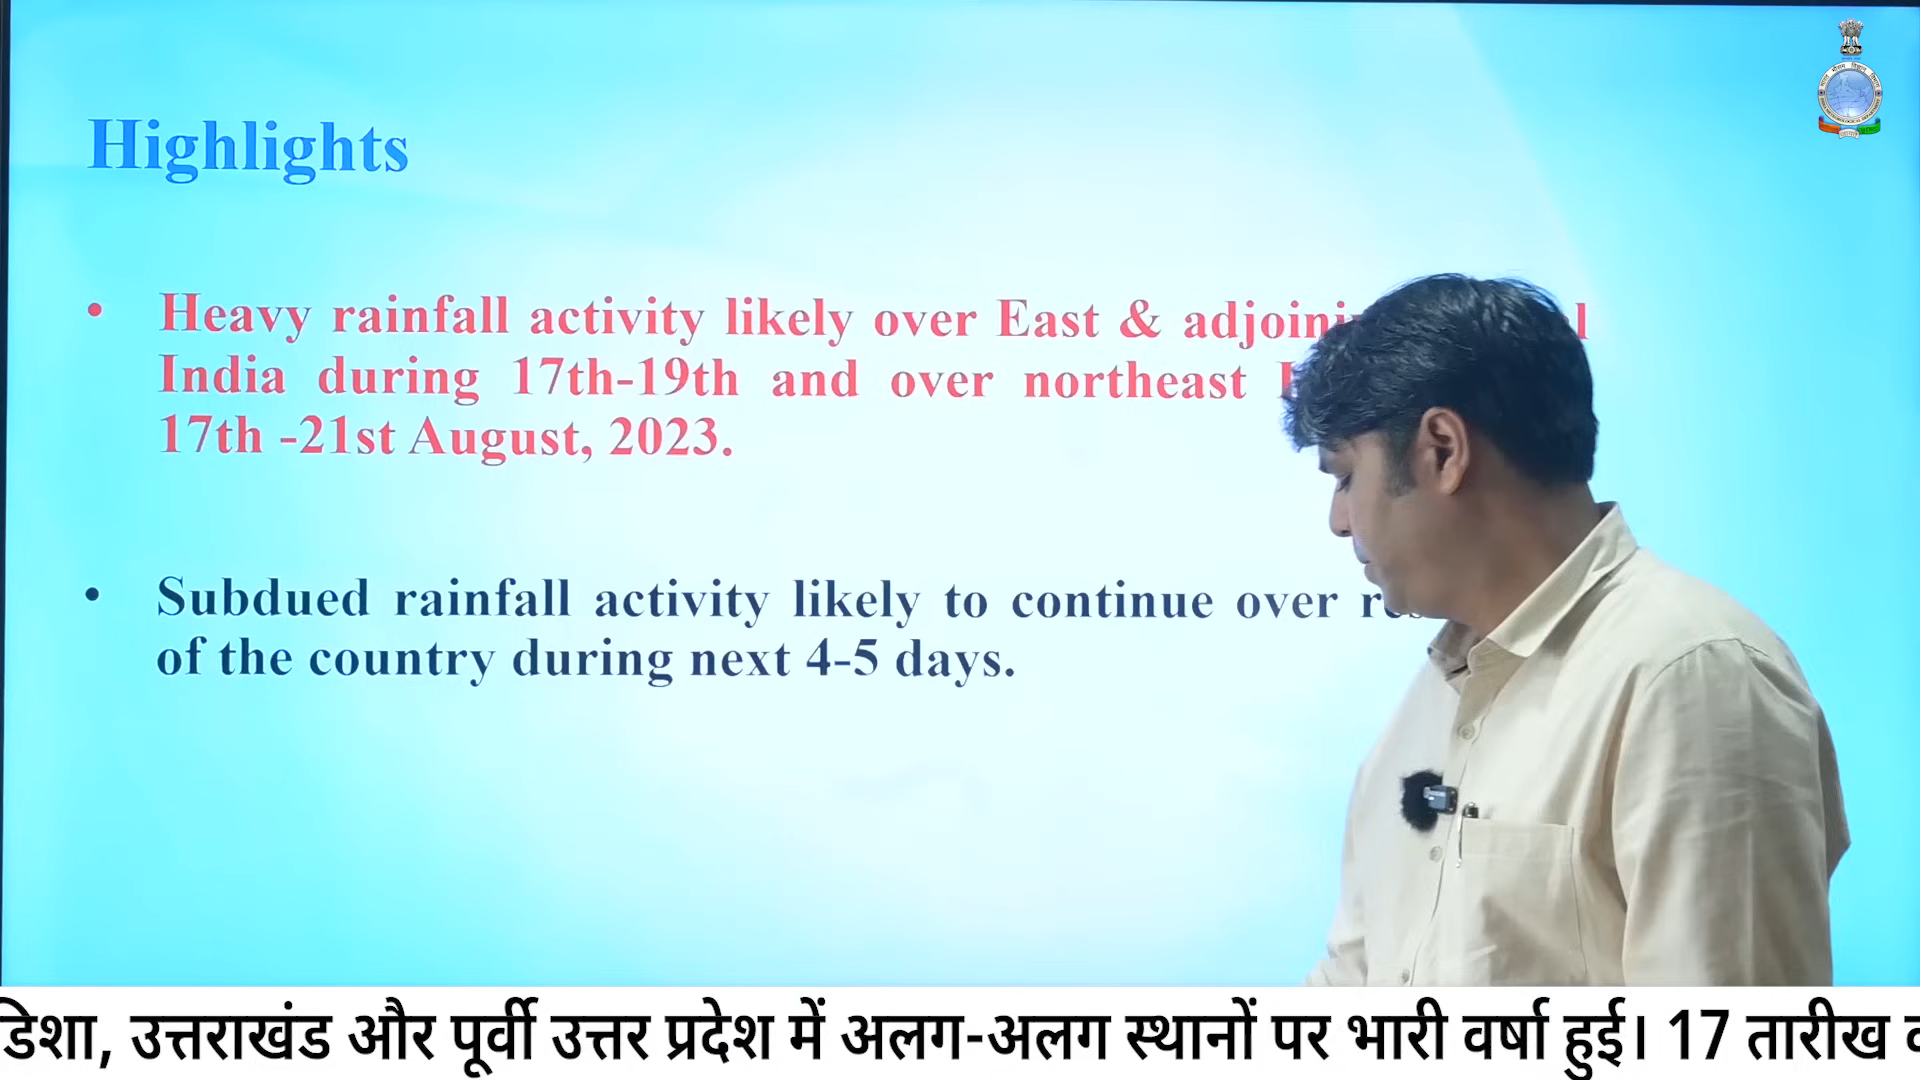 Highlights
• Heavy rainfall activity likely over East & adjoining
India during 17th-19th and over northeast
17th -21st August, 2023.
• Subdued rainfall activity likely to continue over
of the country during next 4-5 days.
उत्तराखंड और पूर्वी उत्तर प्रदेश में अलग-अलग स्थानों पर भारी वर्षा हुई। 17 तारीख